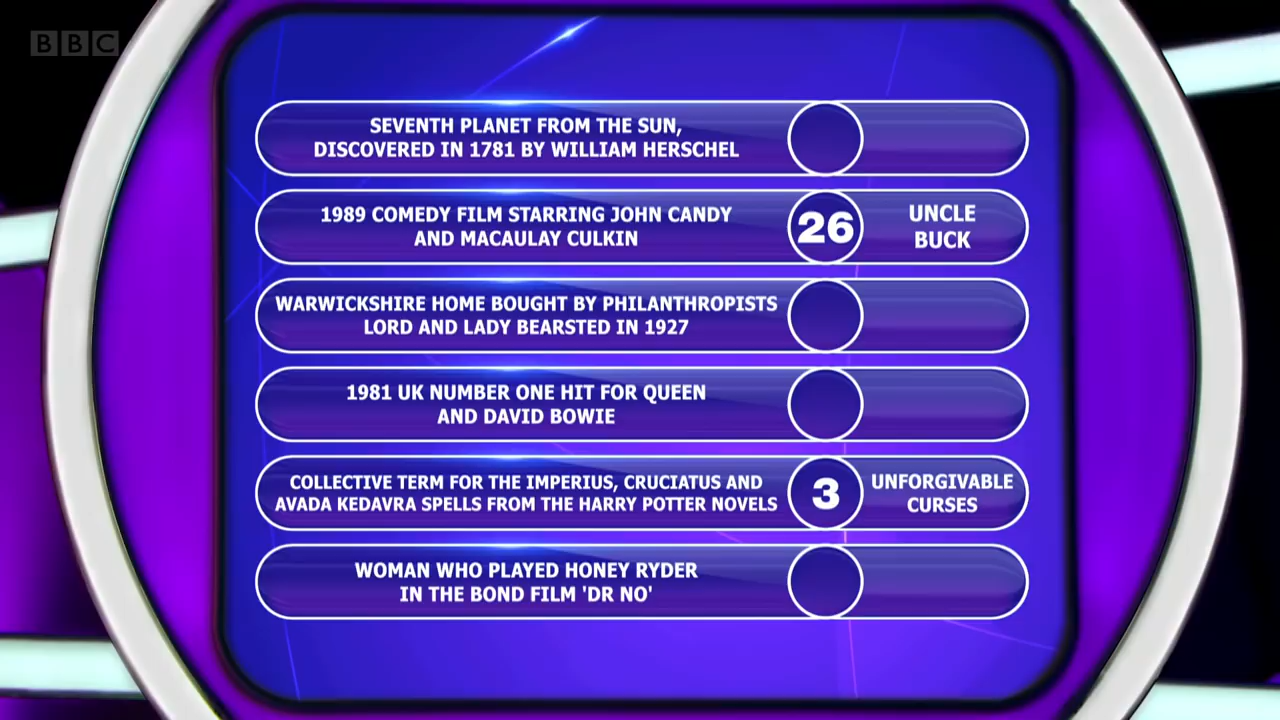 BBC
SEVENTH PLANET FROM THE SUN,
DISCOVERED IN 1781 BY WILLIAM HERSCHEL
1989 COMEDY FILM STARRING JOHN CANDY
AND MACAULAY CULKIN
26
UNCLE
BUCK
WARWICKSHIRE HOME BOUGHT BY PHILANTHROPISTS
LORD AND LADY BEARSTED IN 1927
1981 UK NUMBER ONE HIT FOR QUEEN
AND DAVID BOWIE
COLLECTIVE TERM FOR THE IMPERIUS, CRUCIATUS AND
AVADA KEDAVRA SPELLS FROM THE HARRY POTTER NOVELS
3
UNFORGIVABLE
CURSES
WOMAN WHO PLAYED HONEY RYDER
IN THE BOND FILM 'DR NO'